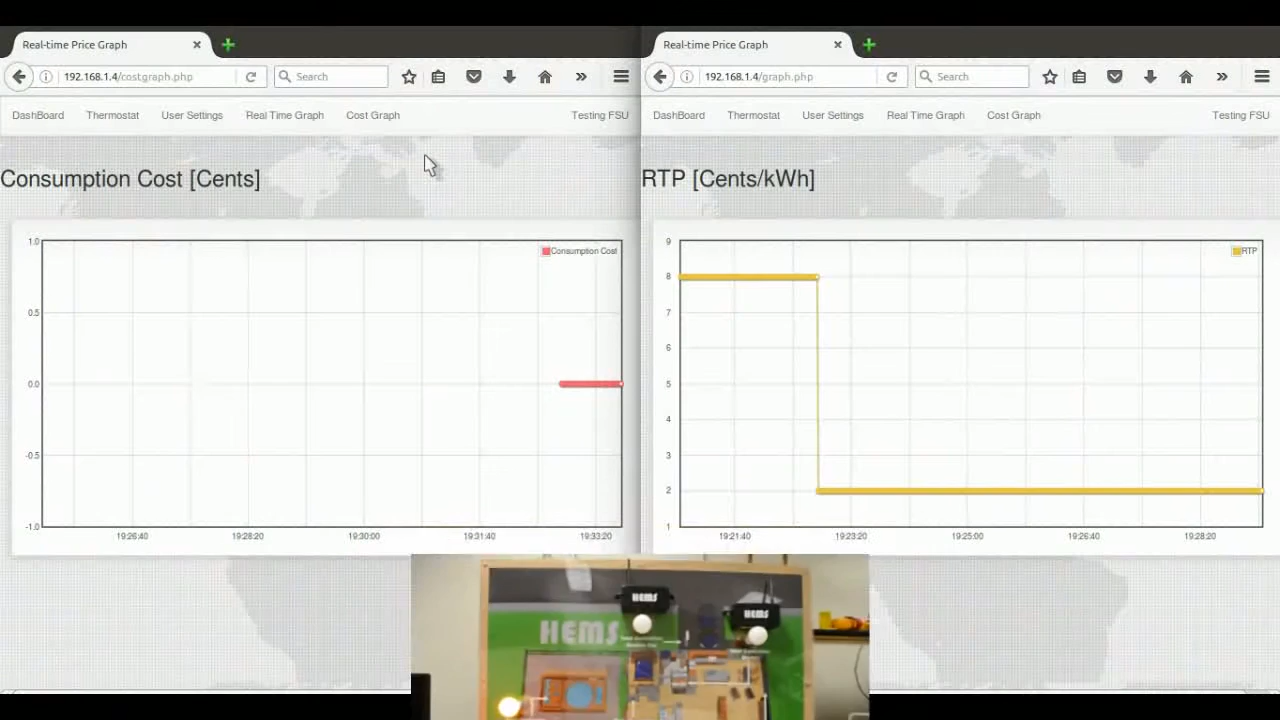 Real-time Price Graph
192.168.1.4/costgraph.php
Search
DashBoard Thermostat User Settings Real Time Graph Cost Graph Testing FSU
Consumption Cost [Cents]
Consumption Cost
1.0
0.5
0.0
-0.5
-1.0
19:26:40 19:28:20 19:30:00 19:31:40 19:33:20
Real-time Price Graph
192.168.1.4/graph.php
Search
DashBoard Thermostat User Settings Real Time Graph Cost Graph Testing FSU
RTP [Cents/kWh]
RTP
9
8
7
6
5
4
3
2
1
19:21:40 19:23:20 19:25:00 19:26:40 19:28:20
HEMS
HEMS
HEMS